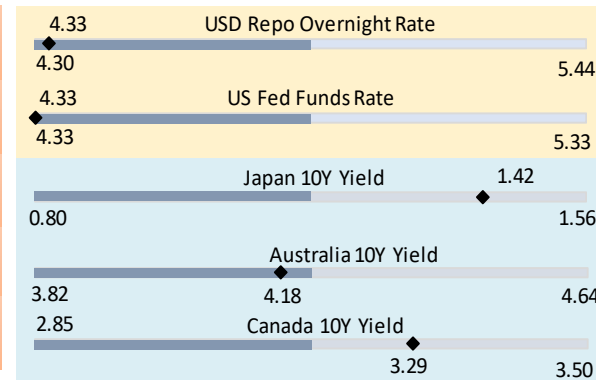 4.33 USD Repo Overnight Rate
4.30 5.44
4.33 US Fed Funds Rate
4.33 5.33
Japan 10Y Yield 1.42
0.80 1.56
Australia 10Y Yield
3.82 4.18 4.64
2.85 Canada 10Y Yield
3.29 3.50